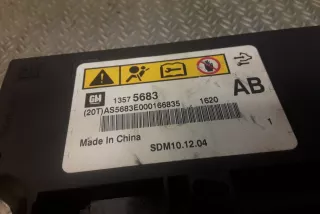 GM 1357 5683 AB
(20T)AS5683E000166835 1620
1
Made In China SDM10.12.04